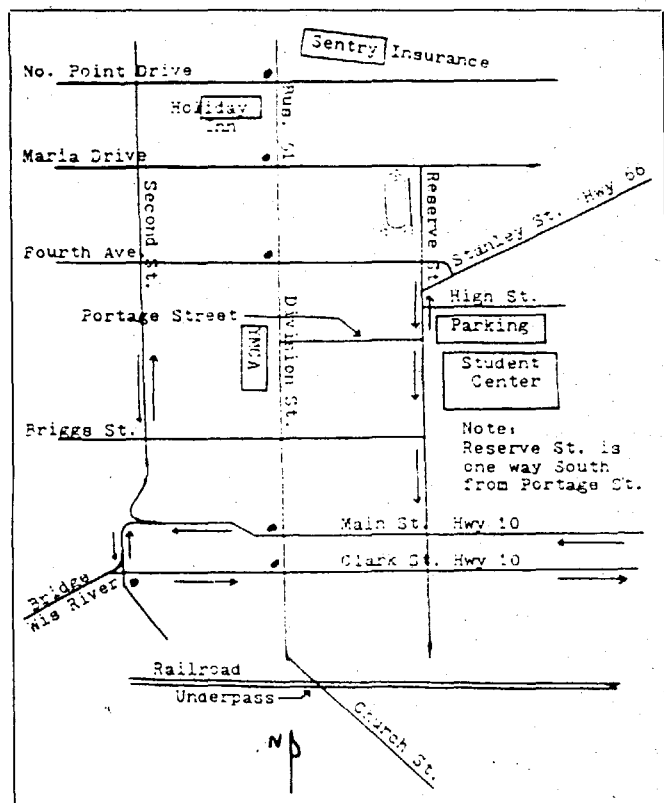 Sentry Insurance
No. Point Drive
Holiday
Inn
Maria Drive
Second St.
Reserve St.
Stanley St. Hwy 66
Fourth Ave.
High St.
Portage Street
Parking
YMCA
Division St.
Student
Center
Briggs St.
Note:
Reserve St. is
one way South
from Portage St.
Main St. Hwy 10
Clark St. Hwy 10
Bridge
Wis River
Railroad
Underpass
Church St.
N